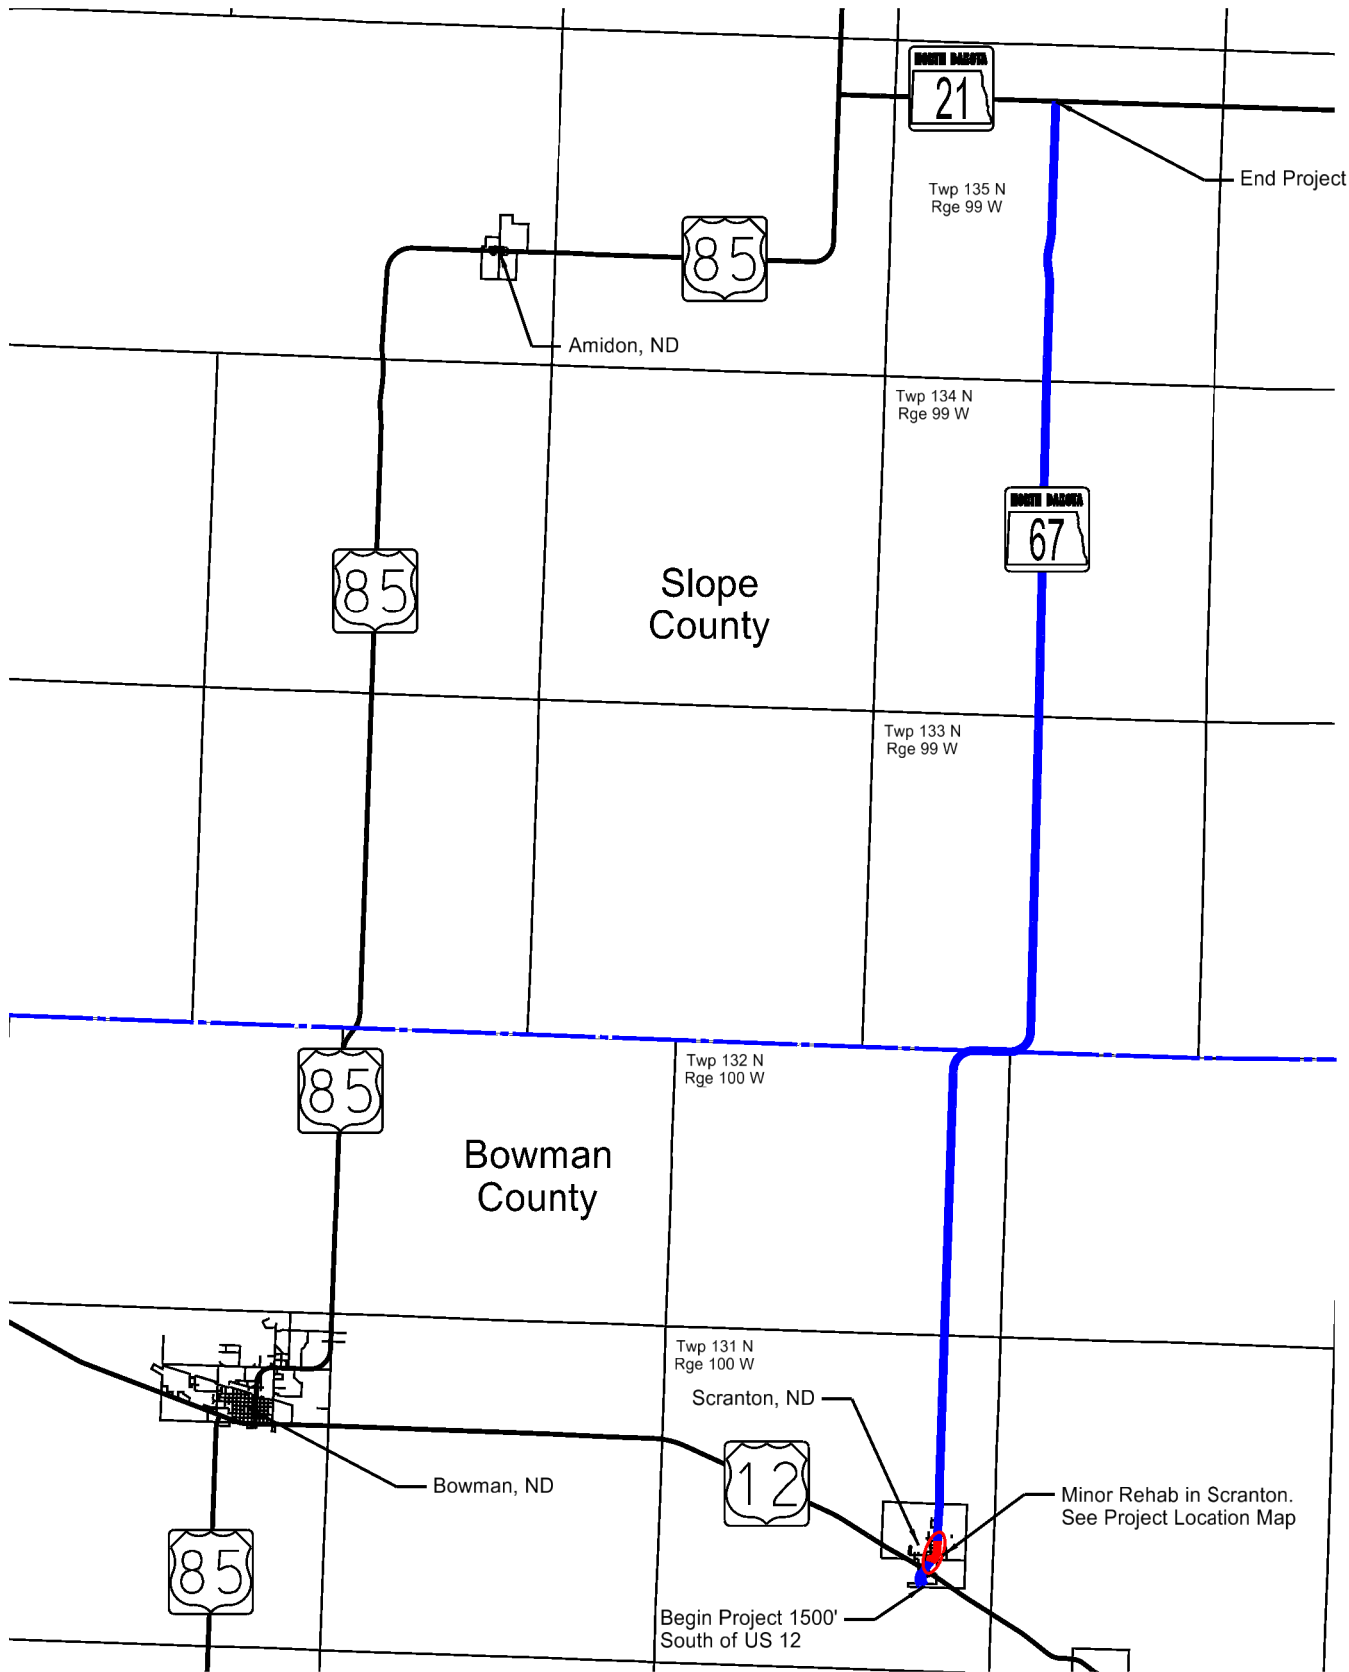 NORTH DAKOTA
21
End Project
Twp 135 N
Rge 99 W
85
Amidon, ND
Twp 134 N
Rge 99 W
NORTH DAKOTA
67
85
Slope
County
Twp 133 N
Rge 99 W
85
Twp 132 N
Rge 100 W
Bowman
County
Twp 131 N
Rge 100 W
Scranton, ND
12
Bowman, ND
Minor Rehab in Scranton.
See Project Location Map
85
Begin Project 1500'
South of US 12